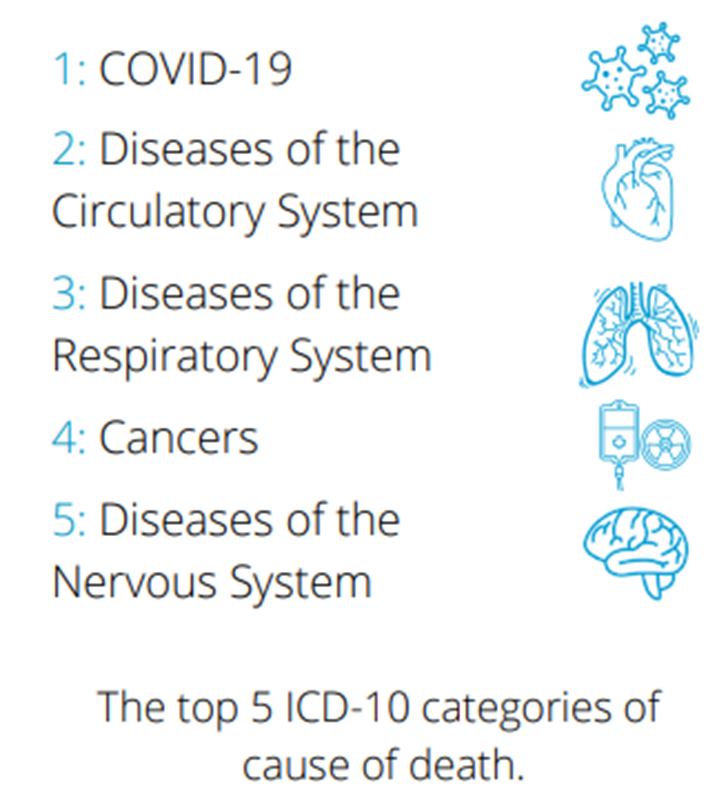 1: COVID-19
2: Diseases of the
Circulatory System
3: Diseases of the
Respiratory System
4: Cancers
5: Diseases of the
Nervous System
The top 5 ICD-10 categories of
cause of death.